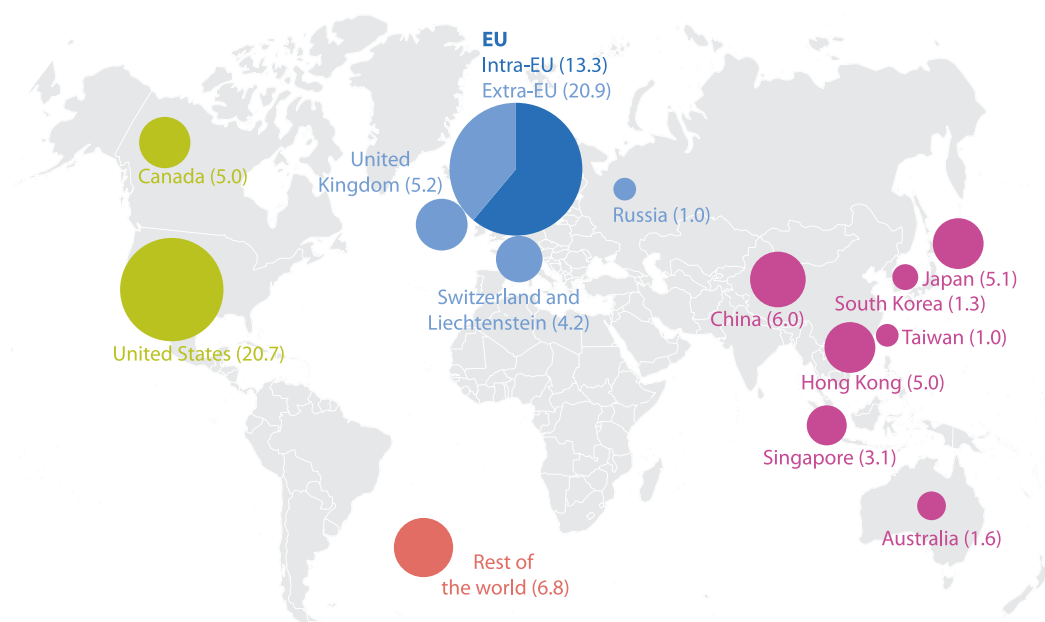 EU
Intra-EU (13.3)
Extra-EU (20.9)
United
Kingdom (5.2)
Canada (5.0)
Russia (1.0)
Switzerland and
Liechtenstein (4.2)
United States (20.7)
Japan (5.1)
South Korea (1.3)
China (6.0)
Taiwan (1.0)
Hong Kong (5.0)
Singapore (3.1)
Australia (1.6)
Rest of
the world (6.8)